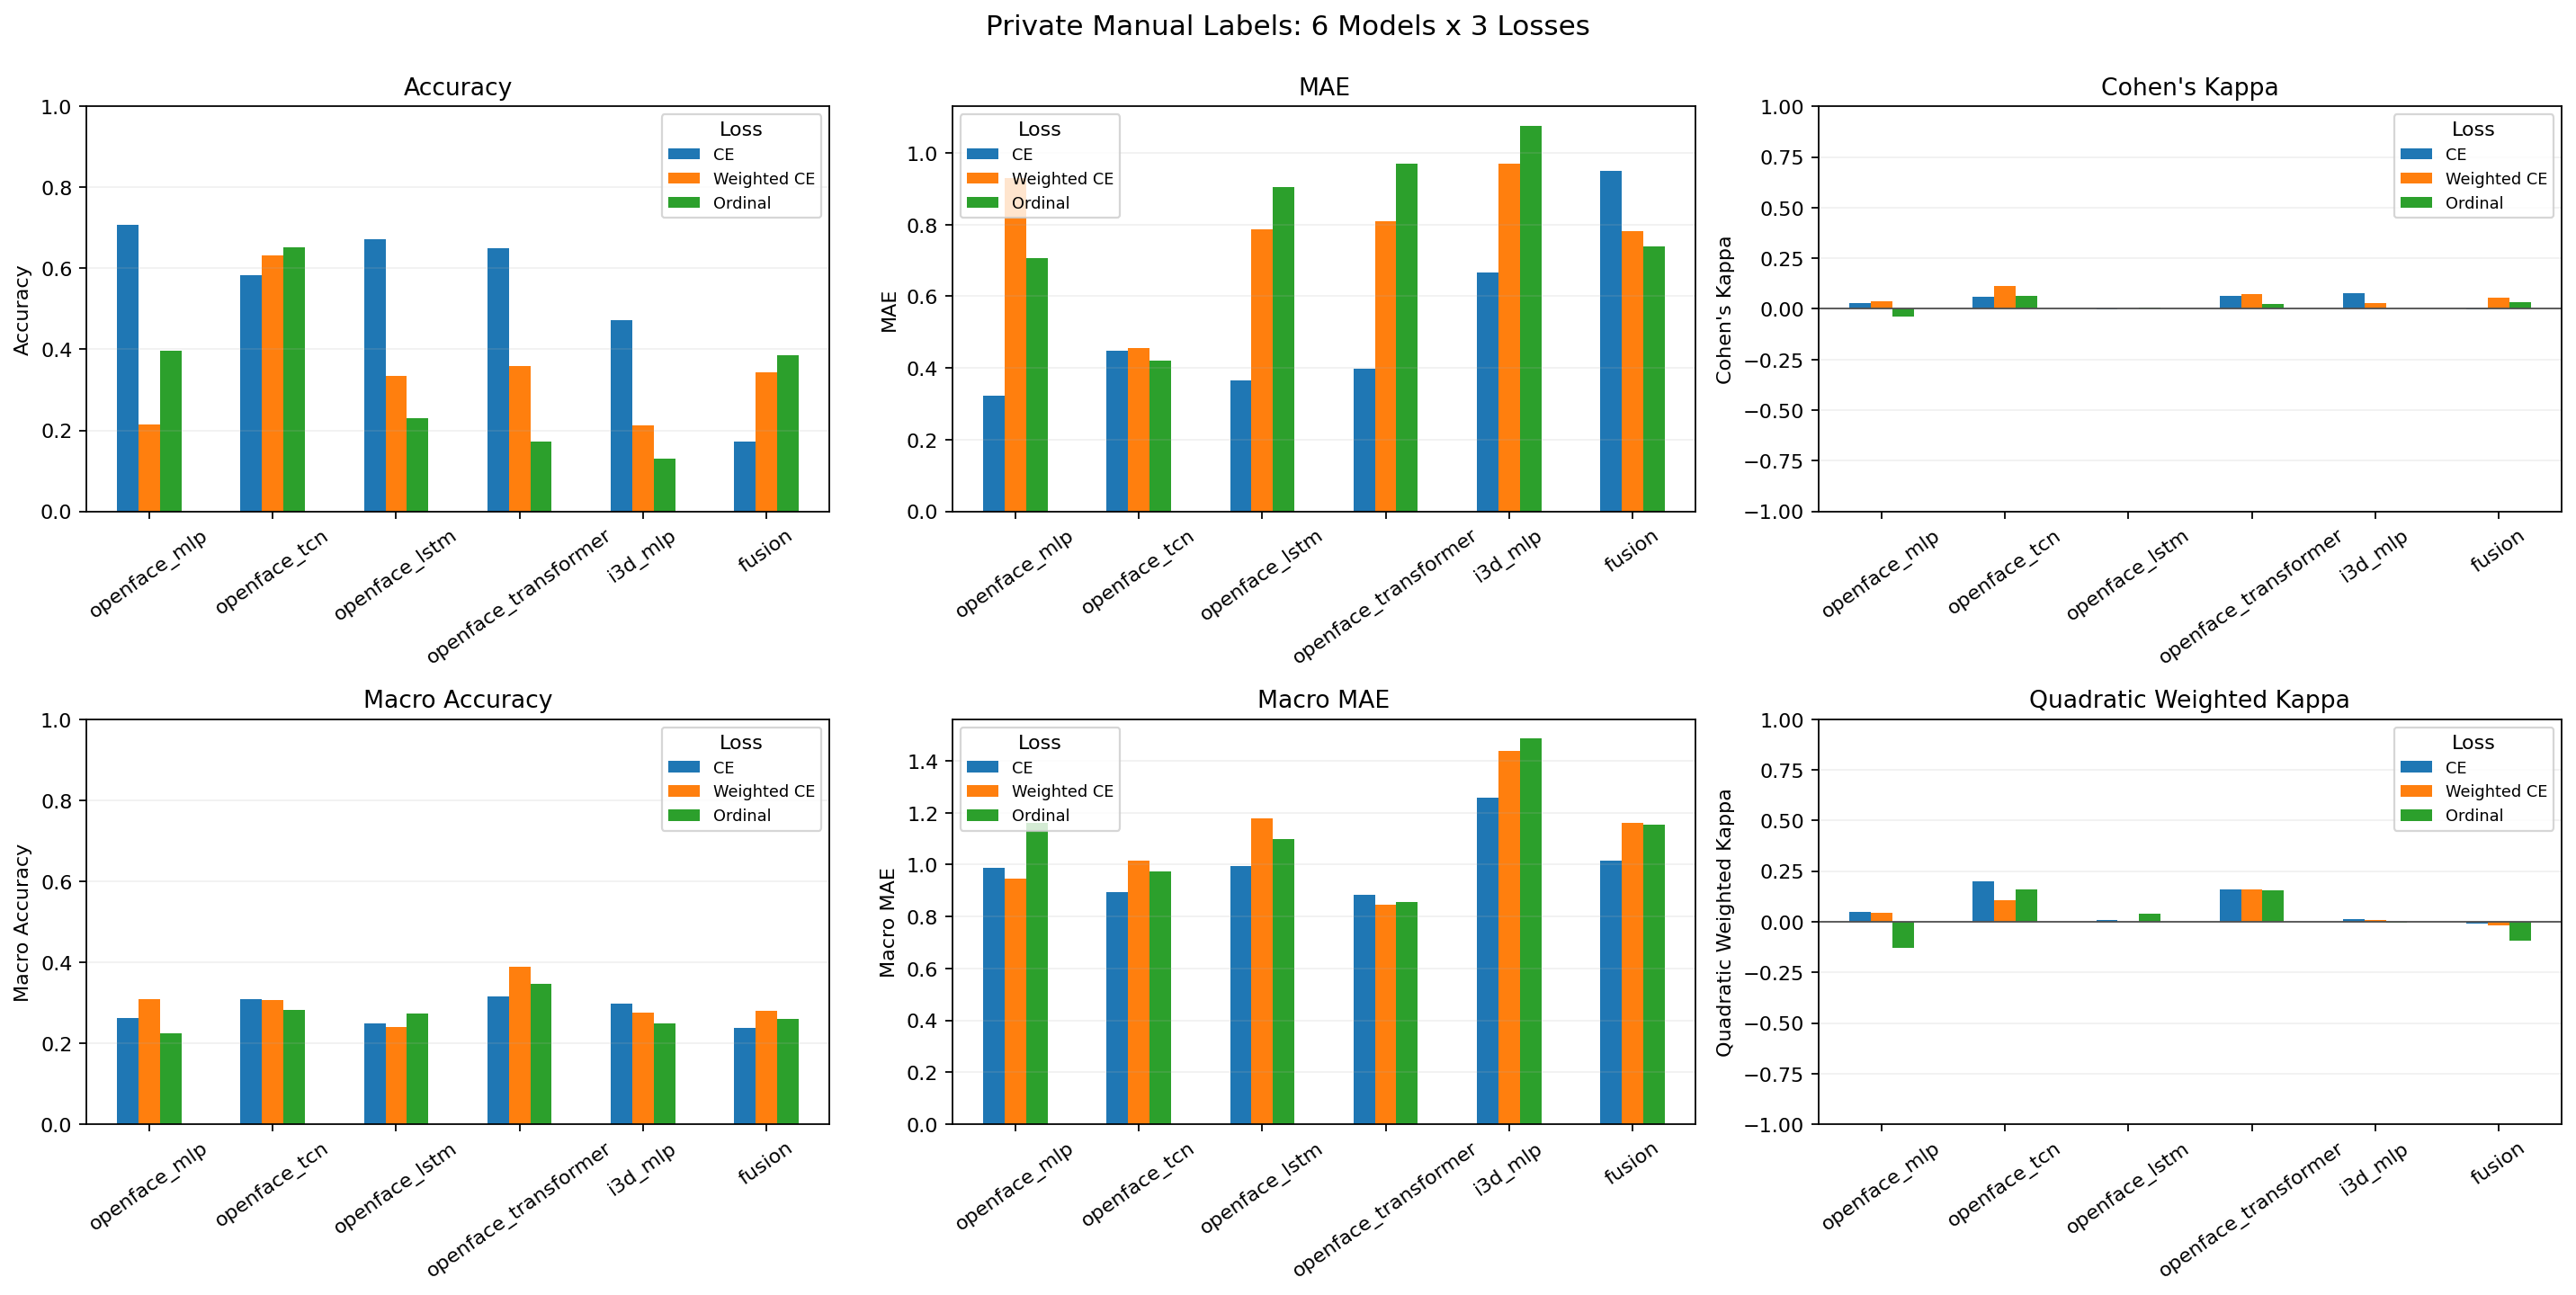 Private Manual Labels: 6 Models x 3 Losses
Accuracy
Accuracy
1.0
0.8
0.6
0.4
0.2
0.0
Loss
CE
Weighted CE
Ordinal
openface_mlp
openface_tcn
openface_lstm
openface_transformer
i3d_mlp
fusion
MAE
MAE
1.0
0.8
0.6
0.4
0.2
0.0
Loss
CE
Weighted CE
Ordinal
openface_mlp
openface_tcn
openface_lstm
openface_transformer
i3d_mlp
fusion
Cohen's Kappa
Cohen's Kappa
1.00
0.75
0.50
0.25
0.00
−0.25
−0.50
−0.75
−1.00
Loss
CE
Weighted CE
Ordinal
openface_mlp
openface_tcn
openface_lstm
openface_transformer
i3d_mlp
fusion
Macro Accuracy
Macro Accuracy
1.0
0.8
0.6
0.4
0.2
0.0
Loss
CE
Weighted CE
Ordinal
openface_mlp
openface_tcn
openface_lstm
openface_transformer
i3d_mlp
fusion
Macro MAE
Macro MAE
1.4
1.2
1.0
0.8
0.6
0.4
0.2
0.0
Loss
CE
Weighted CE
Ordinal
openface_mlp
openface_tcn
openface_lstm
openface_transformer
i3d_mlp
fusion
Quadratic Weighted Kappa
Quadratic Weighted Kappa
1.00
0.75
0.50
0.25
0.00
−0.25
−0.50
−0.75
−1.00
Loss
CE
Weighted CE
Ordinal
openface_mlp
openface_tcn
openface_lstm
openface_transformer
i3d_mlp
fusion